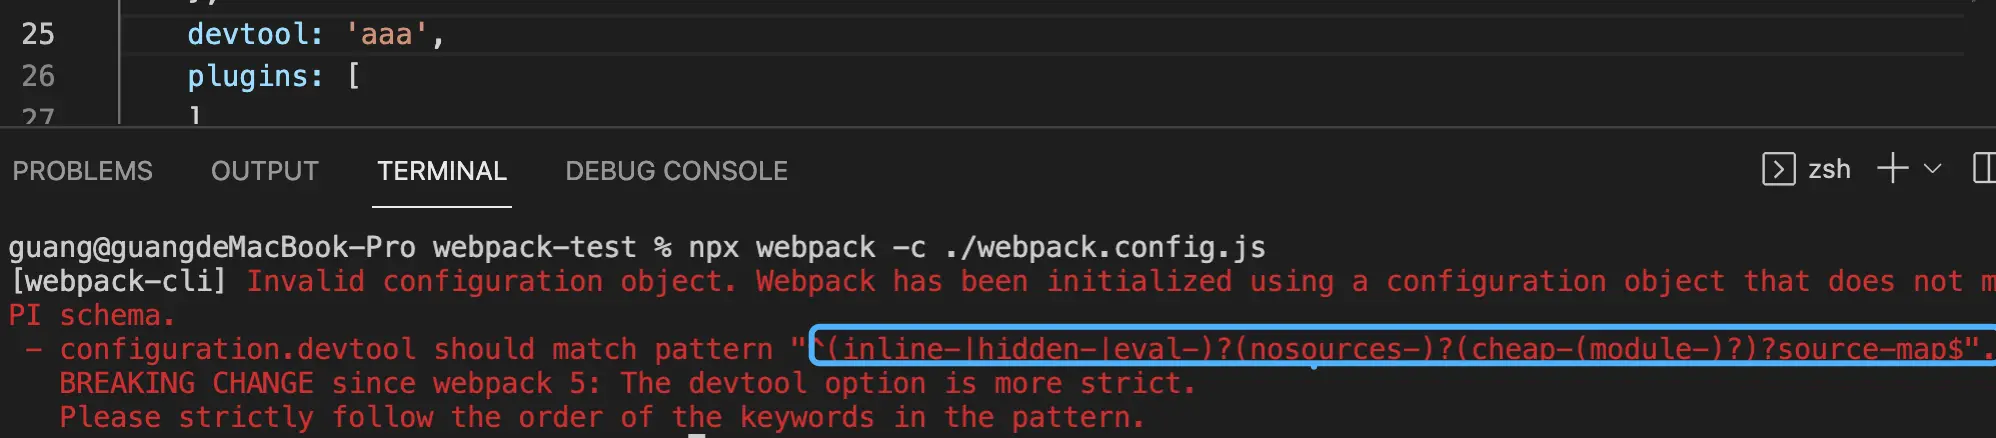 25 devtool: 'aaa',
26 plugins: [
27 ]
PROBLEMS OUTPUT TERMINAL DEBUG CONSOLE zsh
guang@guangdeMacBook-Pro webpack-test % npx webpack -c ./webpack.config.js
[webpack-cli] Invalid configuration object. Webpack has been initialized using a configuration object that does not m
PI schema.
- configuration.devtool should match pattern "^(inline-|hidden-|eval-)?(nosources-)?(cheap-(module-)?)?source-map$".
BREAKING CHANGE since webpack 5: The devtool option is more strict.
Please strictly follow the order of the keywords in the pattern.